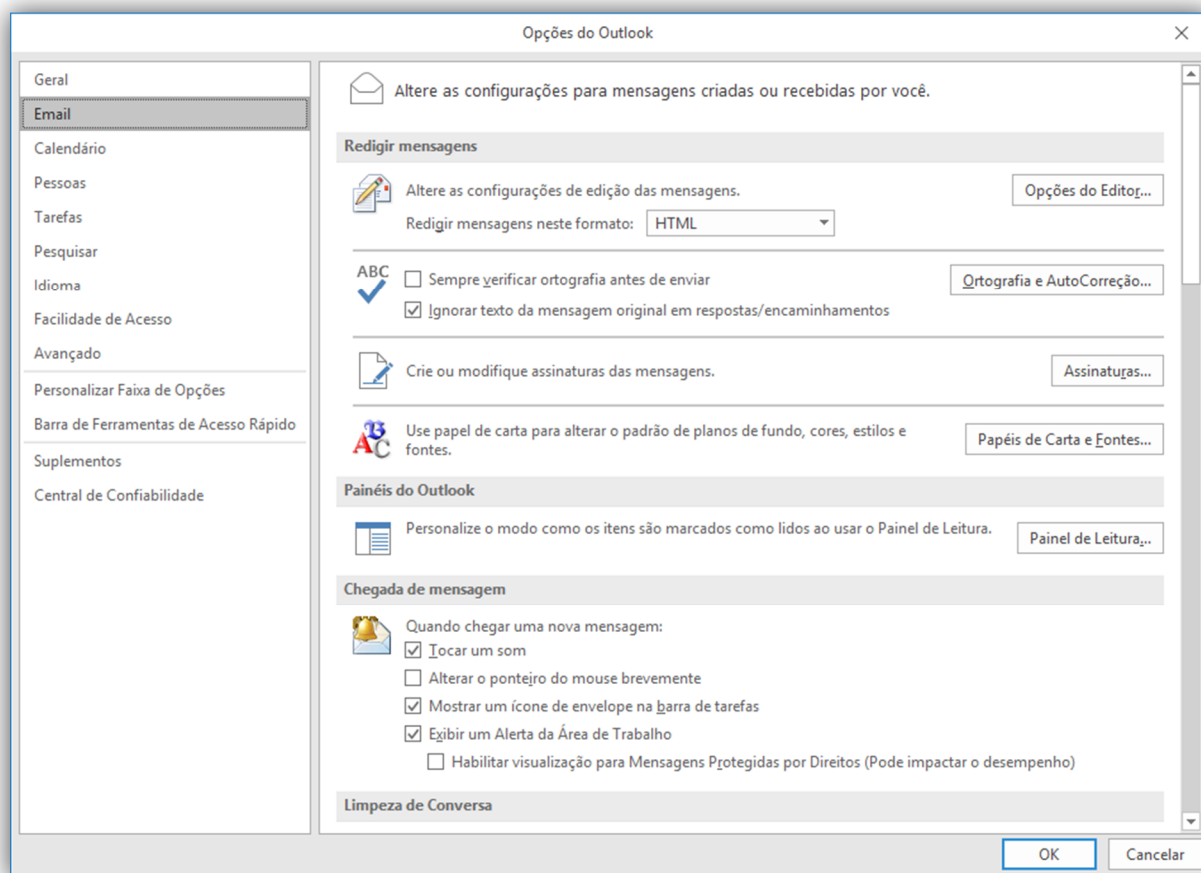 Opções do Outlook
Geral
Email
Calendário
Pessoas
Tarefas
Pesquisar
Idioma
Facilidade de Acesso
Avançado
Personalizar Faixa de Opções
Barra de Ferramentas de Acesso Rápido
Suplementos
Central de Confiabilidade
Altere as configurações para mensagens criadas ou recebidas por você.
Redigir mensagens
Altere as configurações de edição das mensagens.
Opções do Editor...
Redigir mensagens neste formato: HTML
ABC
Sempre verificar ortografia antes de enviar
Ortografia e AutoCorreção...
Ignorar texto da mensagem original em respostas/encaminhamentos
Crie ou modifique assinaturas das mensagens.
Assinaturas...
ABC
Use papel de carta para alterar o padrão de planos de fundo, cores, estilos e
fontes.
Papéis de Carta e Fontes...
Painéis do Outlook
Personalize o modo como os itens são marcados como lidos ao usar o Painel de Leitura.
Painel de Leitura...
Chegada de mensagem
Quando chegar uma nova mensagem:
Tocar um som
Alterar o ponteiro do mouse brevemente
Mostrar um ícone de envelope na barra de tarefas
Exibir um Alerta da Área de Trabalho
Habilitar visualização para Mensagens Protegidas por Direitos (Pode impactar o desempenho)
Limpeza de Conversa
OK
Cancelar